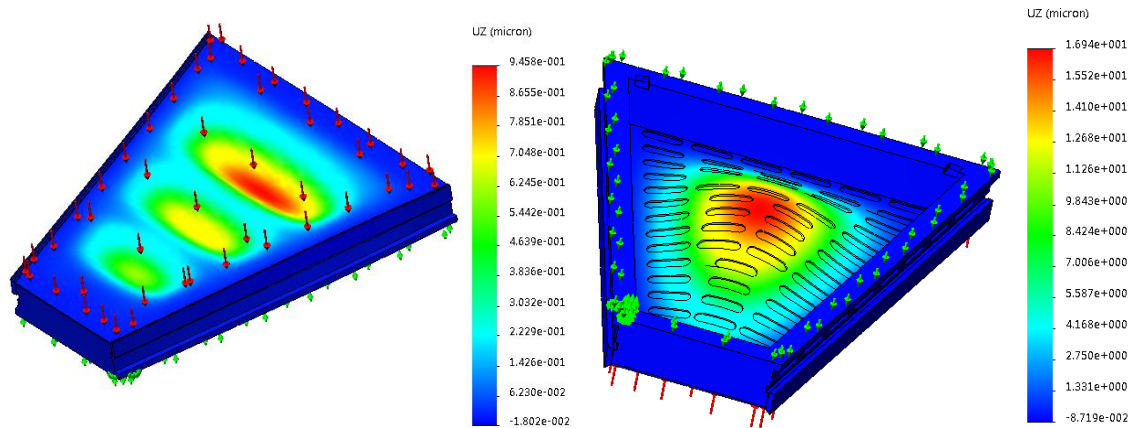 UZ (micron)
9.458e-001
8.655e-001
7.851e-001
7.048e-001
6.245e-001
5.442e-001
4.639e-001
3.836e-001
3.032e-001
2.229e-001
1.426e-001
6.230e-002
-1.802e-002
UZ (micron)
1.694e+001
1.552e+001
1.410e+001
1.268e+001
1.126e+001
9.843e+000
8.424e+000
7.006e+000
5.587e+000
4.168e+000
2.750e+000
1.331e+000
-8.719e-002